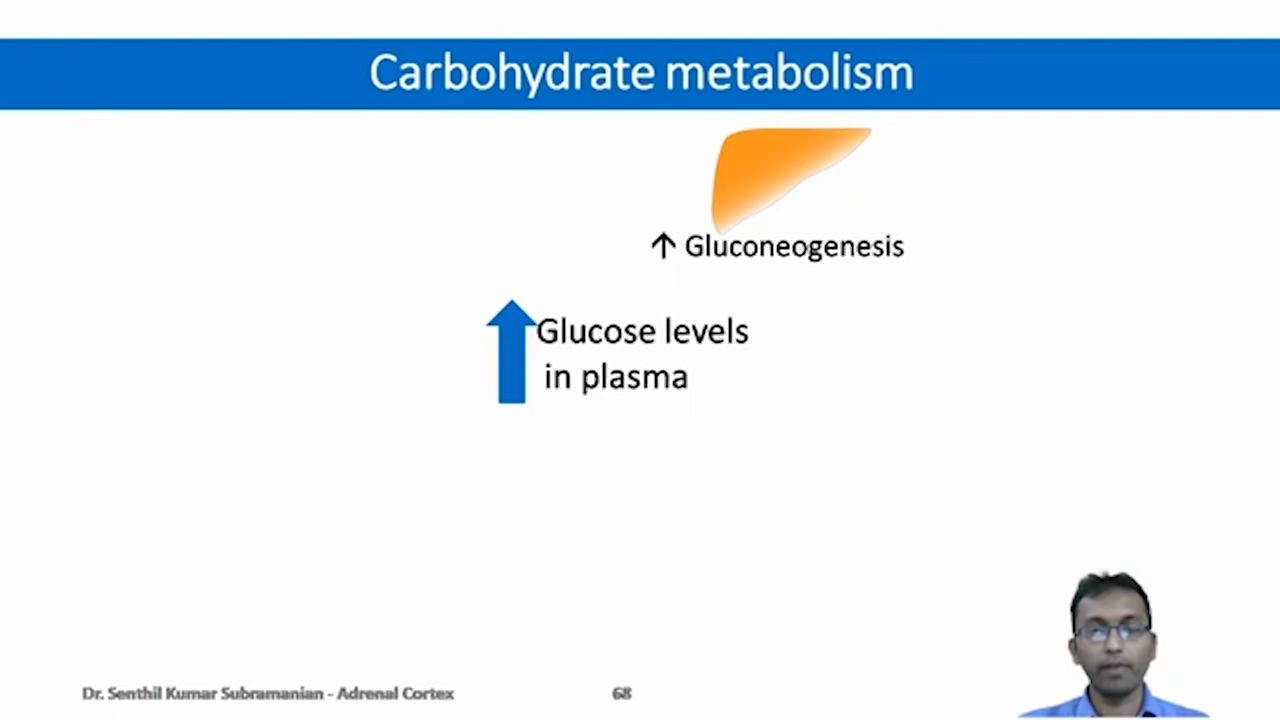 Carbohydrate metabolism
↑ Gluconeogenesis
Glucose levels
in plasma
Dr. Senthil Kumar Subramanian - Adrenal Cortex
68